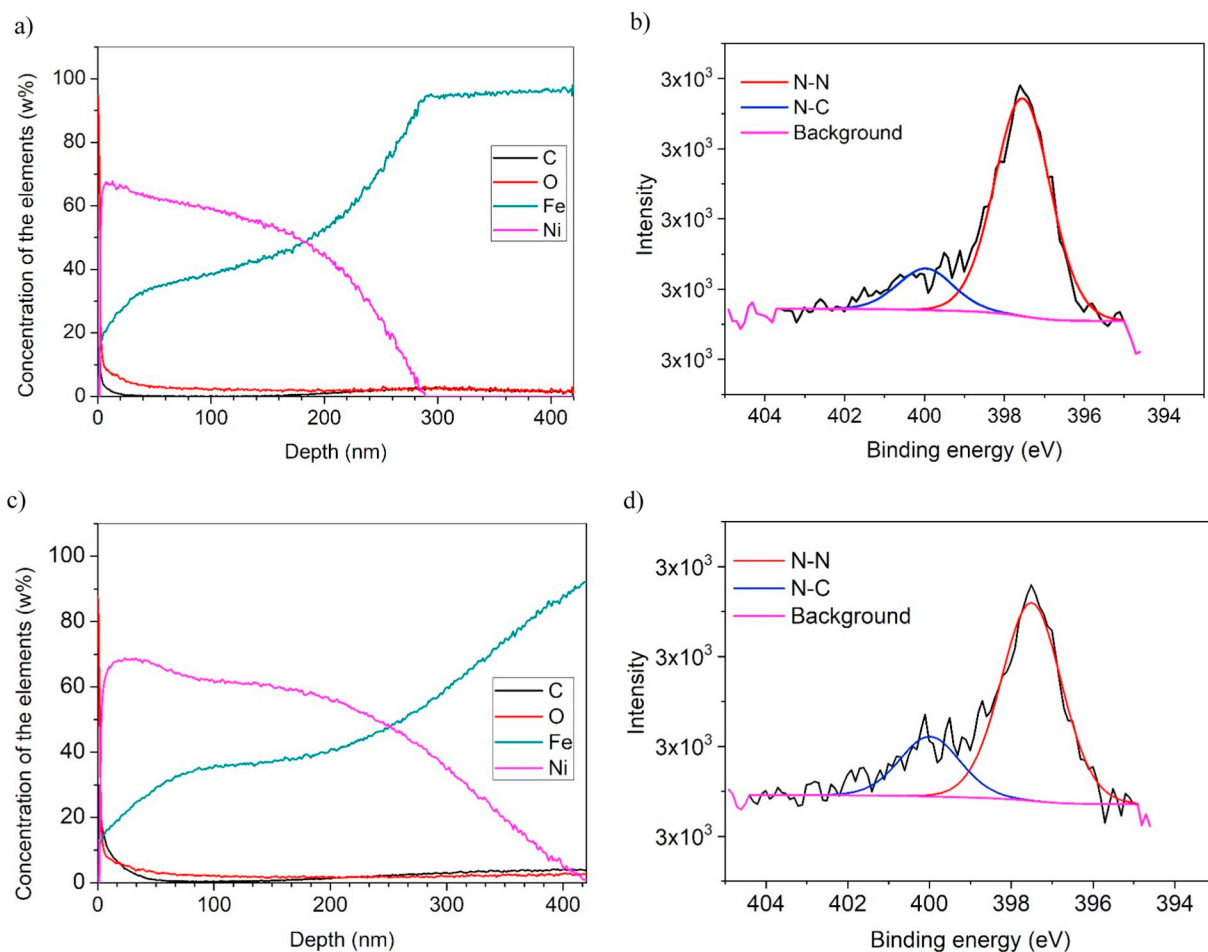 a)
Concentration of the elements (w%)
100
80
60
40
20
0
C
O
Fe
Ni
0
100
200
300
400
Depth (nm)
b)
Intensity
3x10³
3x10³
3x10³
3x10³
3x10³
N-N
N-C
Background
404
402
400
398
396
394
Binding energy (eV)
c)
Concentration of the elements (w%)
100
80
60
40
20
0
C
O
Fe
Ni
0
100
200
300
400
Depth (nm)
d)
Intensity
3x10³
3x10³
3x10³
3x10³
N-N
N-C
Background
404
402
400
398
396
394
Binding energy (eV)